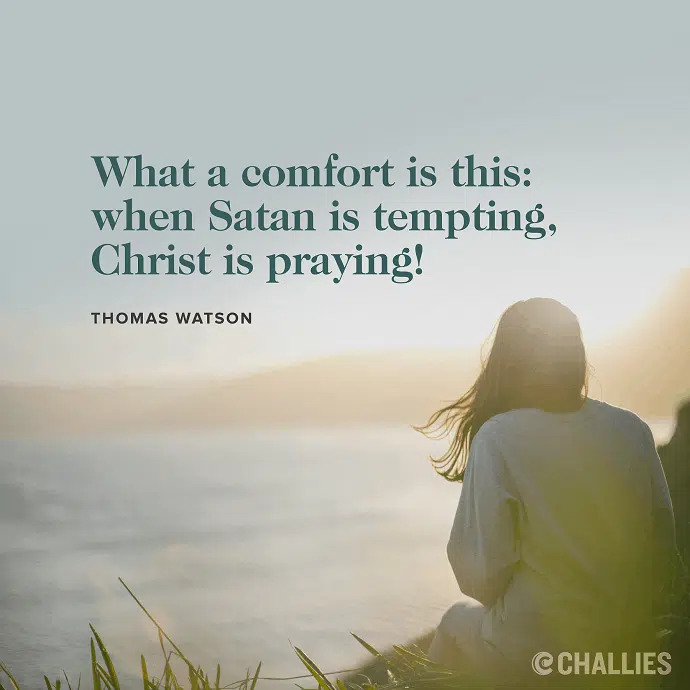 What a comfort is this:
when Satan is tempting,
Christ is praying!
THOMAS WATSON
CHALLIES